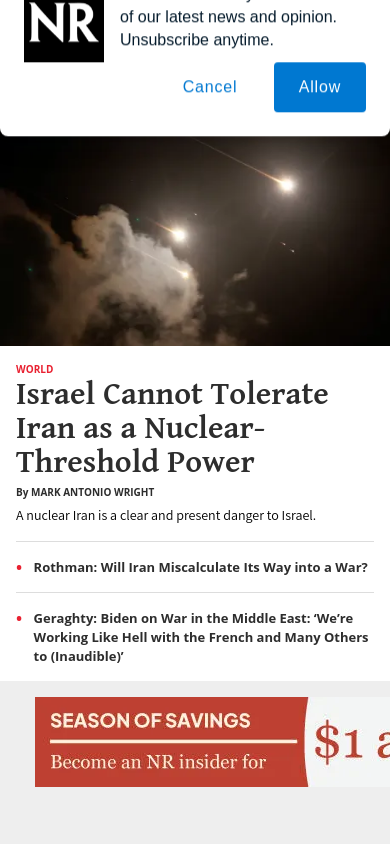 NR
of our latest news and opinion.
Unsubscribe anytime.
Cancel
Allow
WORLD
Israel Cannot Tolerate
Iran as a Nuclear-
Threshold Power
By MARK ANTONIO WRIGHT
A nuclear Iran is a clear and present danger to Israel.
• Rothman: Will Iran Miscalculate Its Way into a War?
• Geraghty: Biden on War in the Middle East: ‘We’re
Working Like Hell with the French and Many Others
to (Inaudible)’
SEASON OF SAVINGS
Become an NR insider for
$1 a